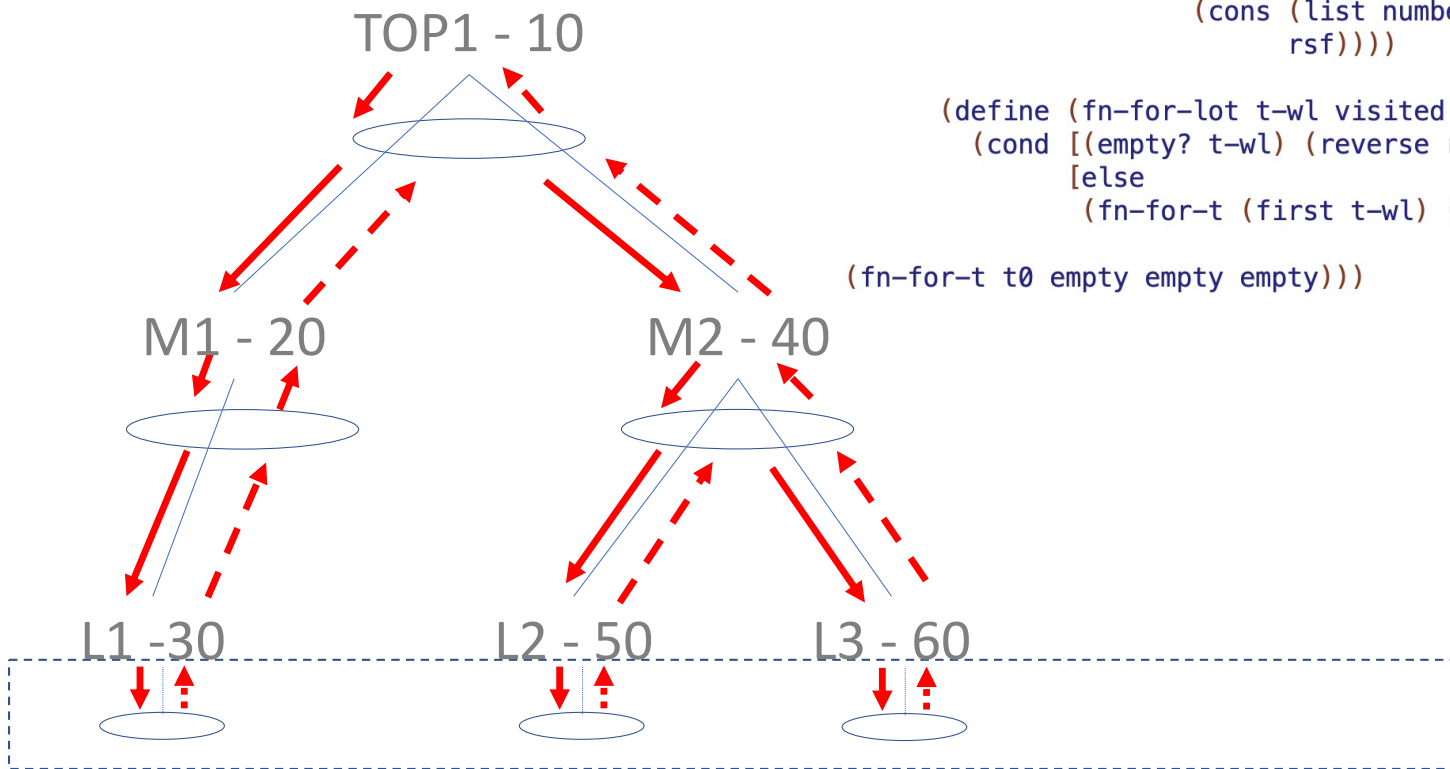 TOP1 - 10
M1 - 20
M2 - 40
L1 -30
L2 - 50
L3 - 60
(cons (list
rsf))))
(define (fn-for-lot t-wl visited
(cond [(empty? t-wl) (reverse
[else
(fn-for-t (first t-wl)
(fn-for-t t0 empty empty empty)))